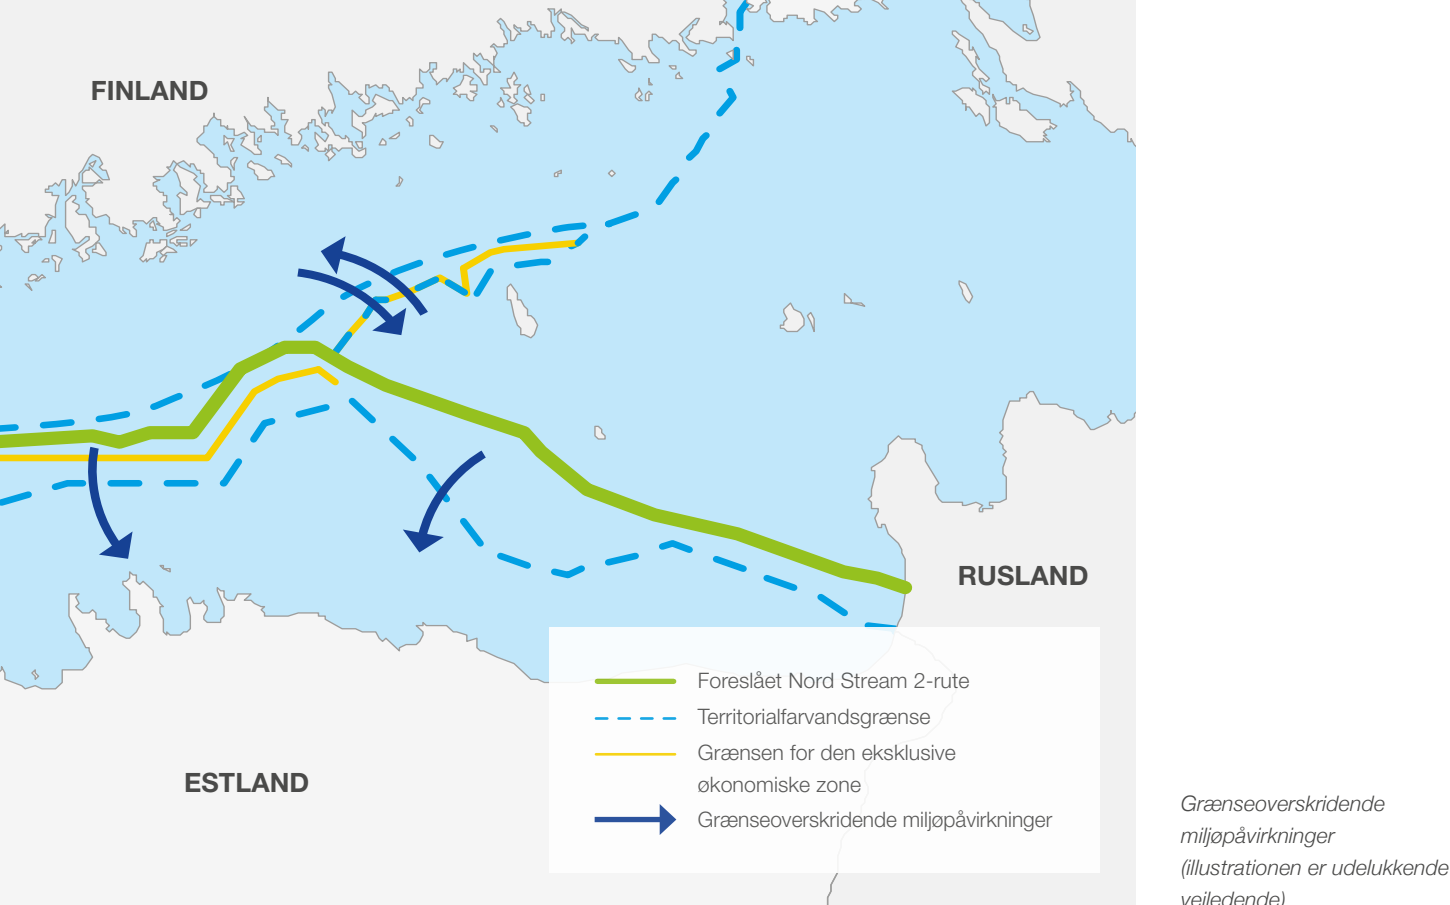 FINLAND
RUSLAND
ESTLAND
Foreslået Nord Stream 2-rute
Territorialfarvandsgrænse
Grænsen for den eksklusive
økonomiske zone
Grænseoverskridende miljøpåvirkninger
Grænseoverskridende
miljøpåvirkninger
(illustrationen er udelukkende
vejledende)